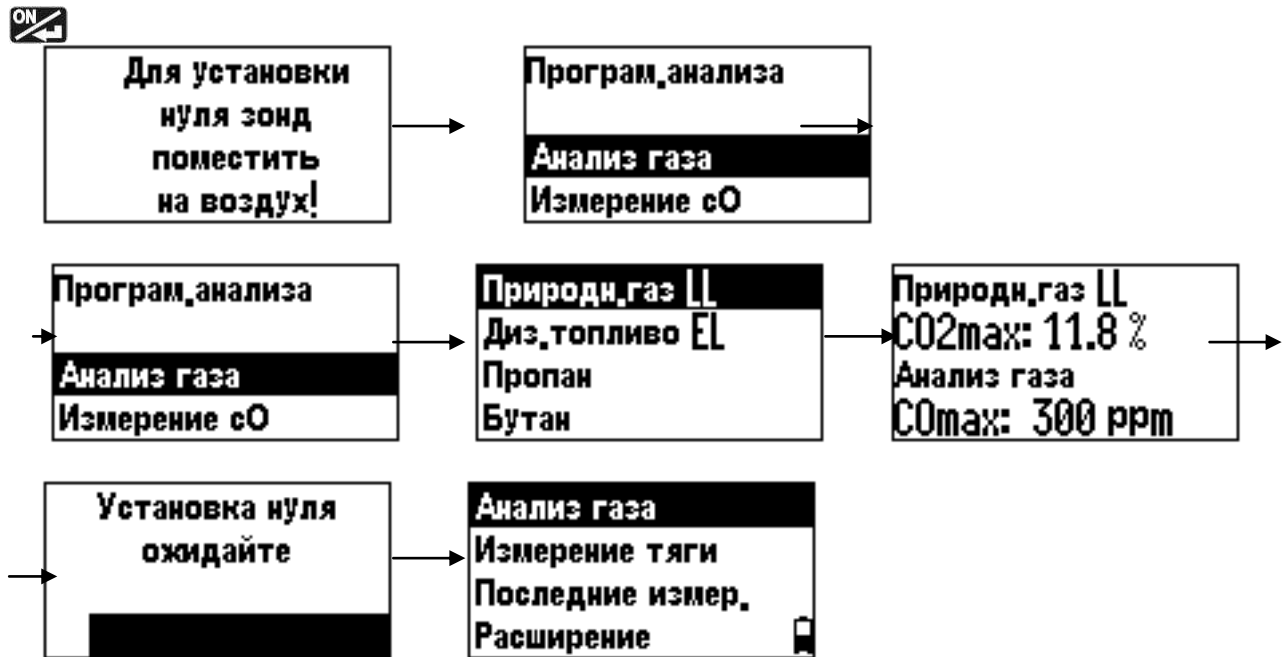 ON
Для установки
нуля зонд
поместить
на воздух!
Програм.анализа
Анализ газа
Измерение сО
Програм.анализа
Анализ газа
Измерение сО
Природн.газ LL
Диз.топливо EL
Пропан
Бутан
Природн.газ LL
CO2max: 11.8 %
Анализ газа
COmax: 300 ppm
Установка нуля
ожидайте
Анализ газа
Измерение тяги
Последние измер.
Расширение